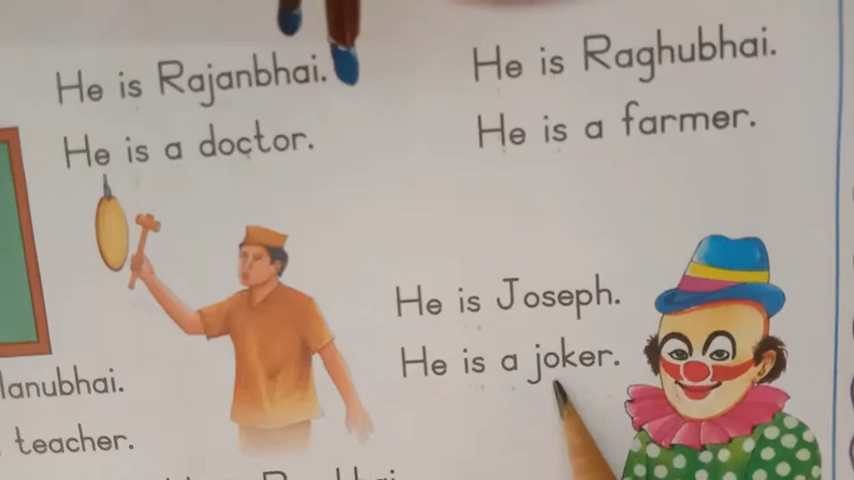 He is Rajanbhai.
He is a doctor.
He is Raghubhai.
He is a farmer.
He is Joseph.
He is a joker.
teacher.